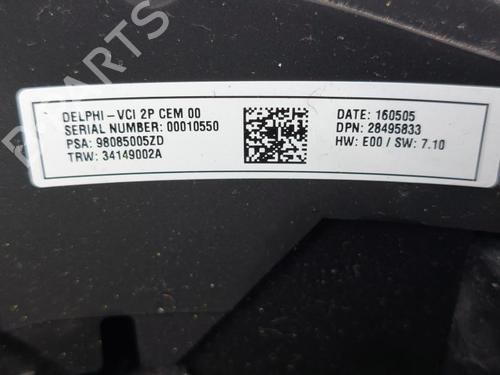 B PARTS
DELPHI-VCI 2P CEM 00
SERIAL NUMBER: 00010550
PSA: 98085005ZD
TRW: 34149002A
DATE: 160505
DPN: 28495833
HW: E00 / SW: 7.10